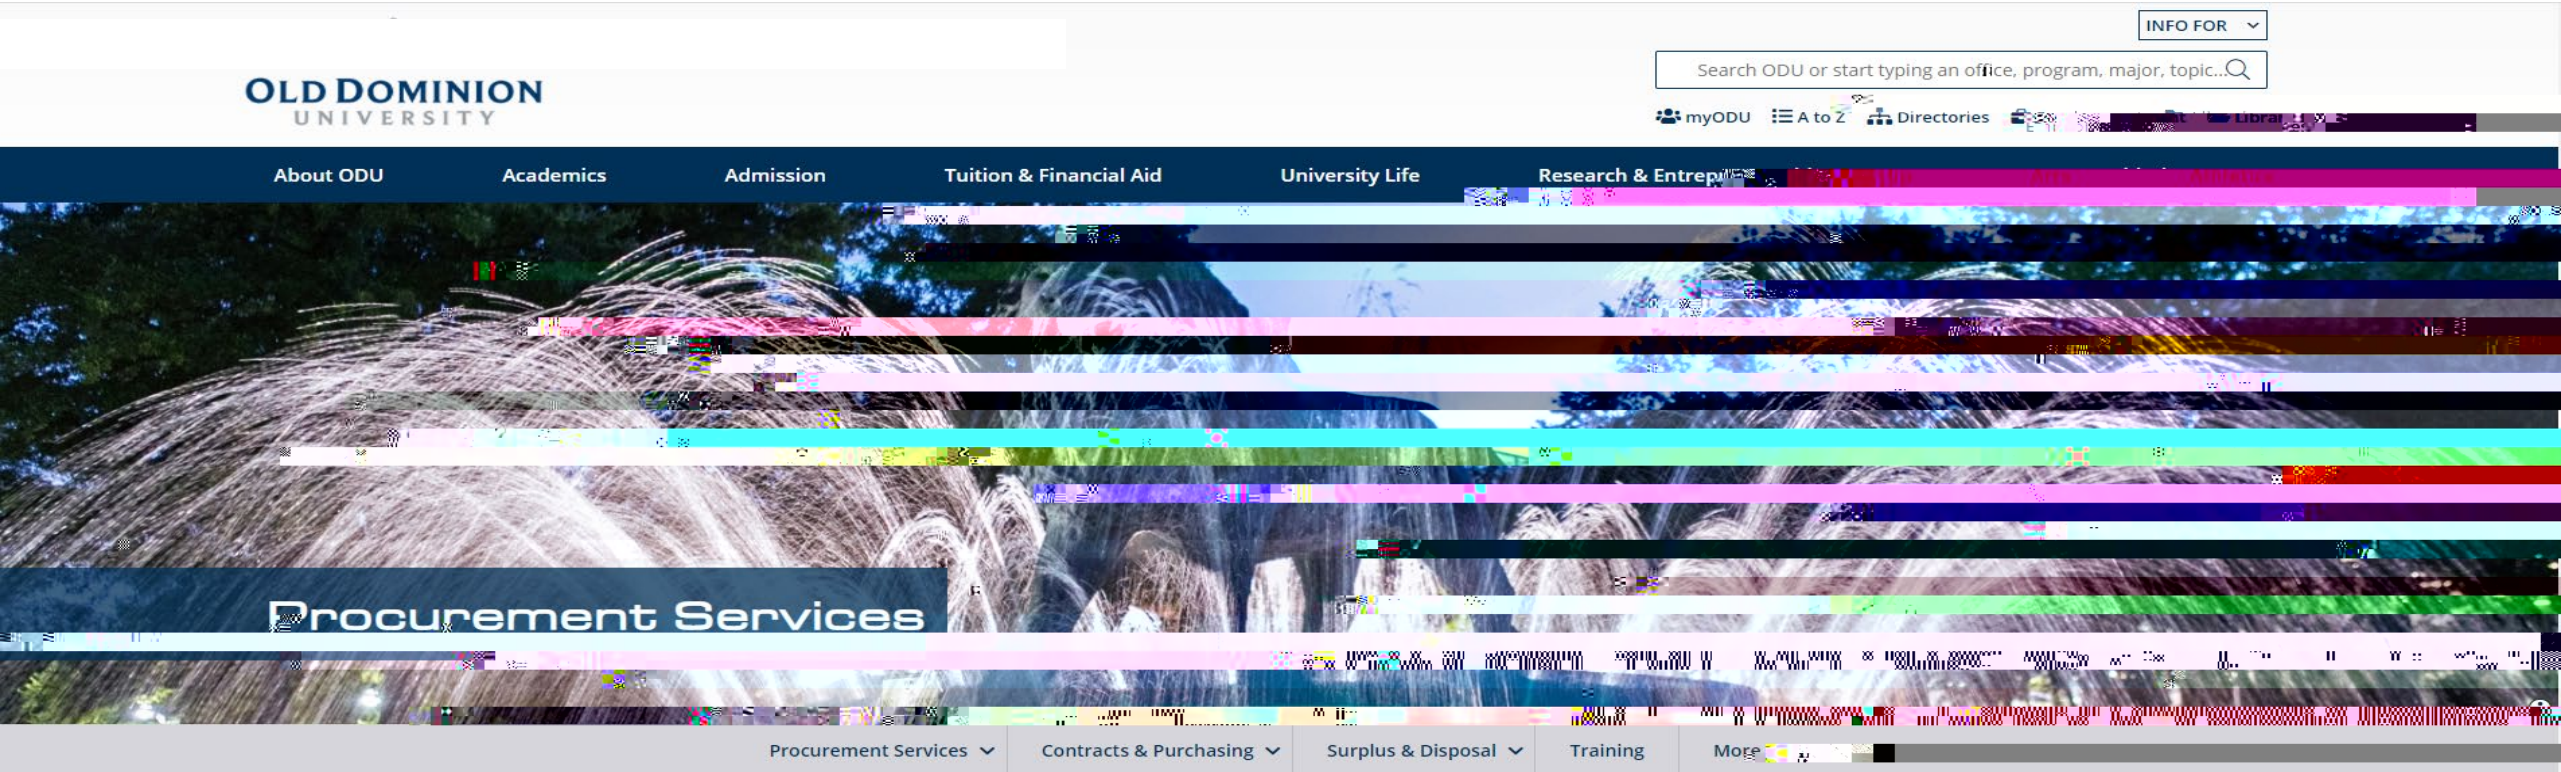 INFO FOR
Search ODU or start typing an office, program, major, topic...
OLD DOMINION
UNIVERSITY
myODU A to Z Directories
About ODU Academics Admission Tuition & Financial Aid University Life Research &
Procurement Services
Procurement Services Contracts & Purchasing Surplus & Disposal Training More